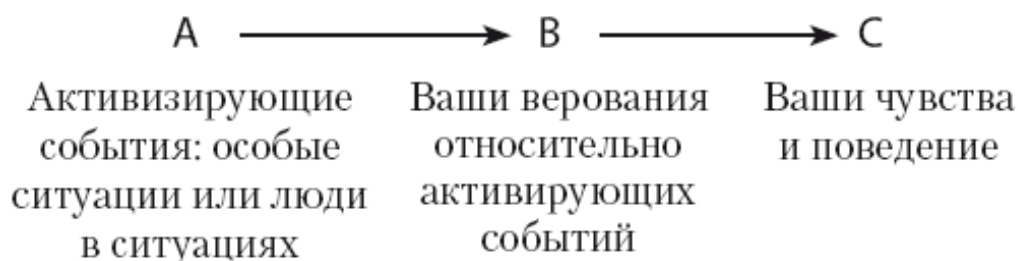 A B C
Активизирующие
события: особые
ситуации или люди
в ситуациях
Ваши верования
относительно
активирующих
событий
Ваши чувства
и поведение